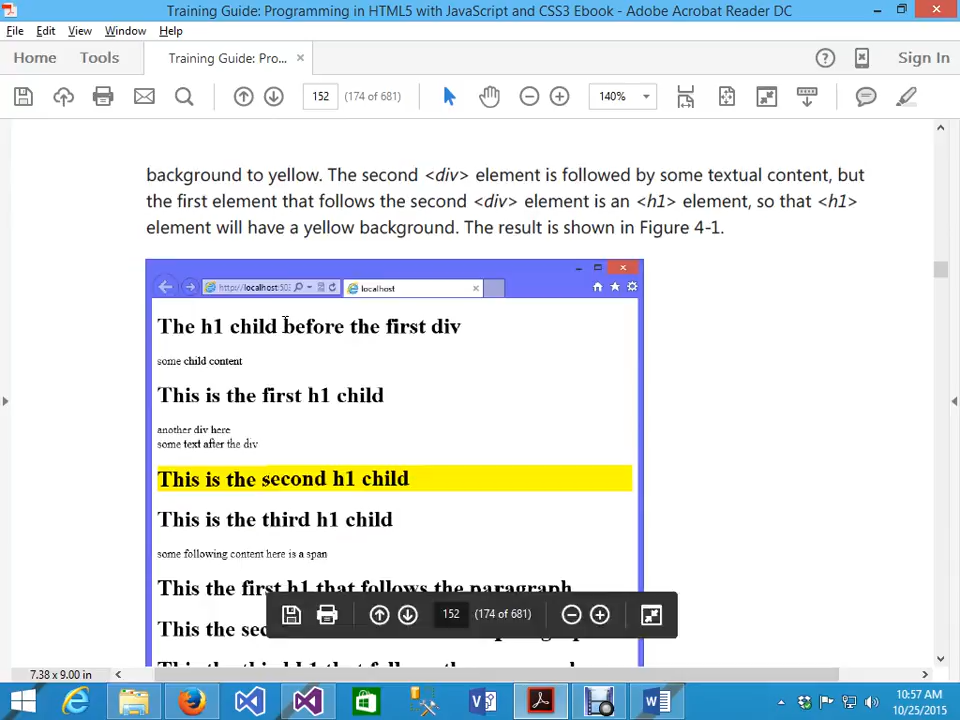 Training Guide: Programming in HTML5 with JavaScript and CSS3 Ebook - Adobe Acrobat Reader DC
File Edit View Window Help
Home Tools Training Guide: Pro... × Sign In
152 (174 of 681) 140%
background to yellow. The second <div> element is followed by some textual content, but
the first element that follows the second <div> element is an <h1> element, so that <h1>
element will have a yellow background. The result is shown in Figure 4-1.
http://localhost:503 localhost
The h1 child before the first div
some child content
This is the first h1 child
another div here
some text after the div
This is the second h1 child
This is the third h1 child
some following content here is a span
This the first h1 that follows the paragraph
152 (174 of 681)
This the sec
7.38 x 9.00 in
10:57 AM
10/25/2015